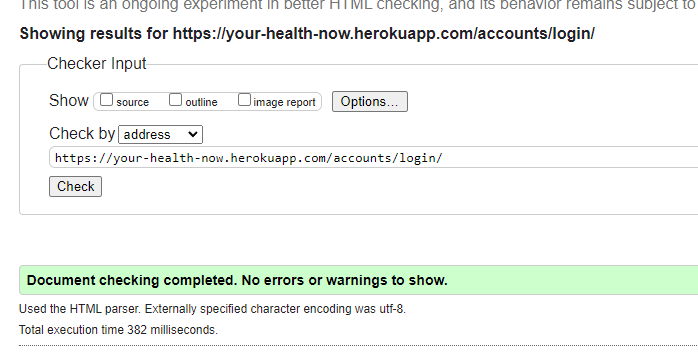 This tool is an ongoing experiment in better HTML checking, and its behavior remains subject to
Showing results for https://your-health-now.herokuapp.com/accounts/login/
Checker Input
Show source outline image report Options...
Check by address
https://your-health-now.herokuapp.com/accounts/login/
Check
Document checking completed. No errors or warnings to show.
Used the HTML parser. Externally specified character encoding was utf-8.
Total execution time 382 milliseconds.